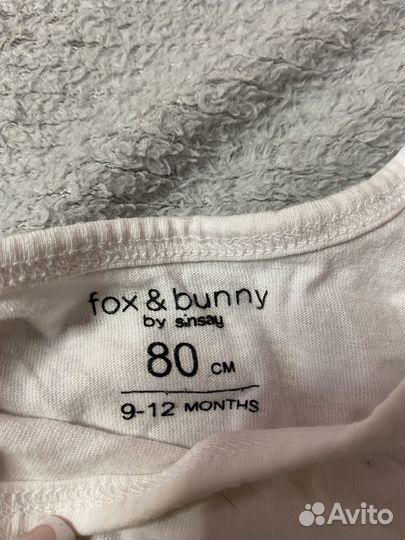 fox & bunny
by sinsay
80 CM
9-12 MONTHS
Avito